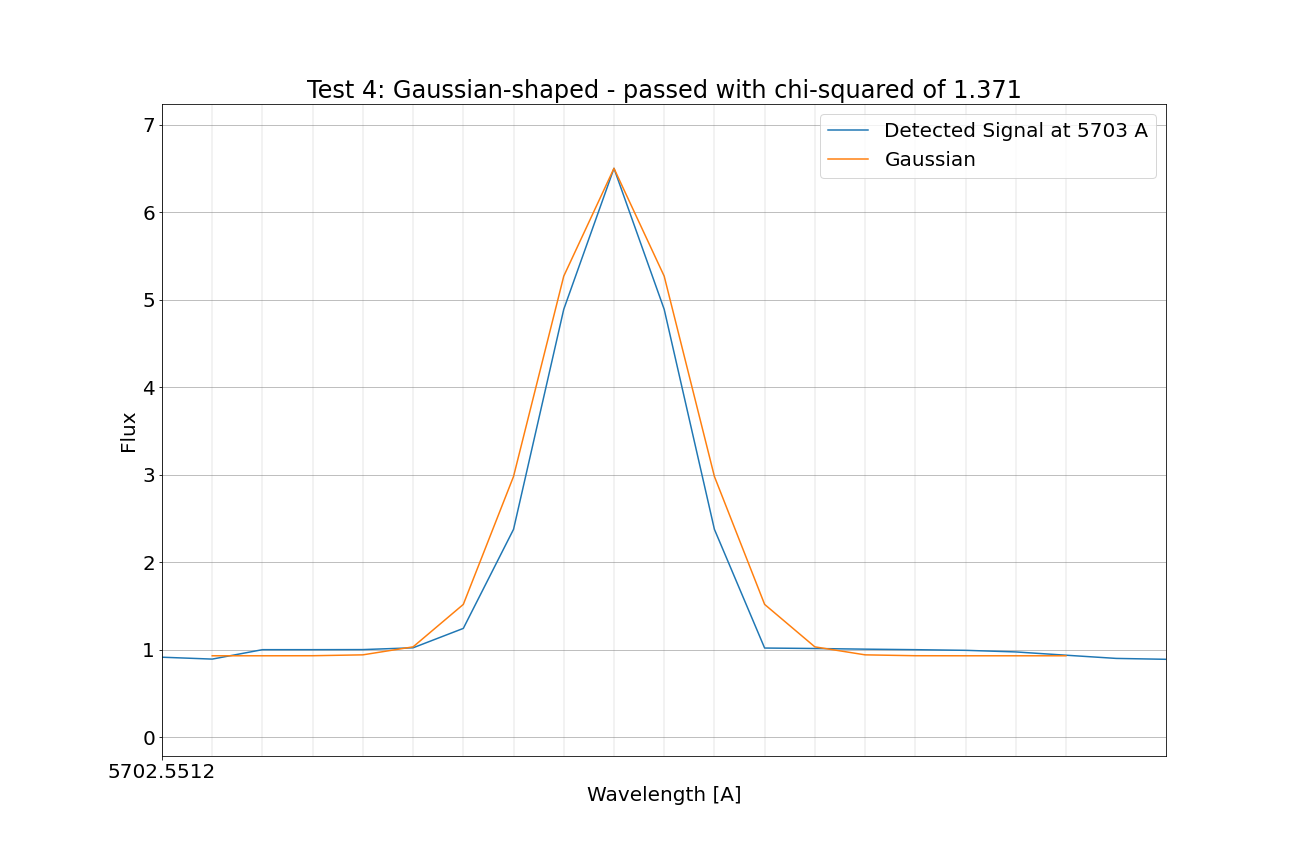 Test 4: Gaussian-shaped - passed with chi-squared of 1.371
Detected Signal at 5703 A
Gaussian
7
6
5
4
3
2
1
0
Flux
5702.5512
Wavelength [A]